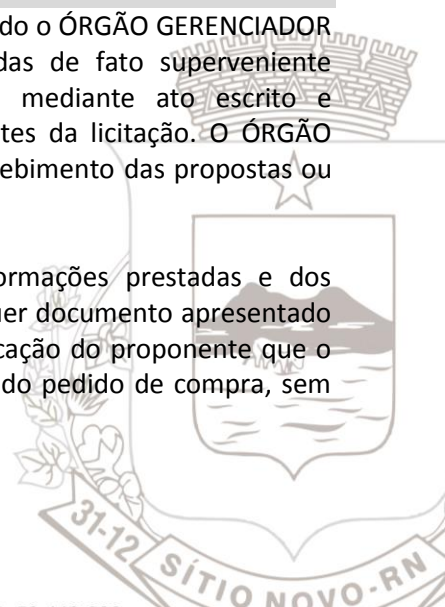 do o ÓRGÃO GERENCIADOR
das de fato superveniente
mediante ato escrito e
tes da licitação. O ÓRGÃO
ebimento das propostas ou
ormações prestadas e dos
uer documento apresentado
cação do proponente que o
do pedido de compra, sem
31-12 SÍTIO NOVO-RN